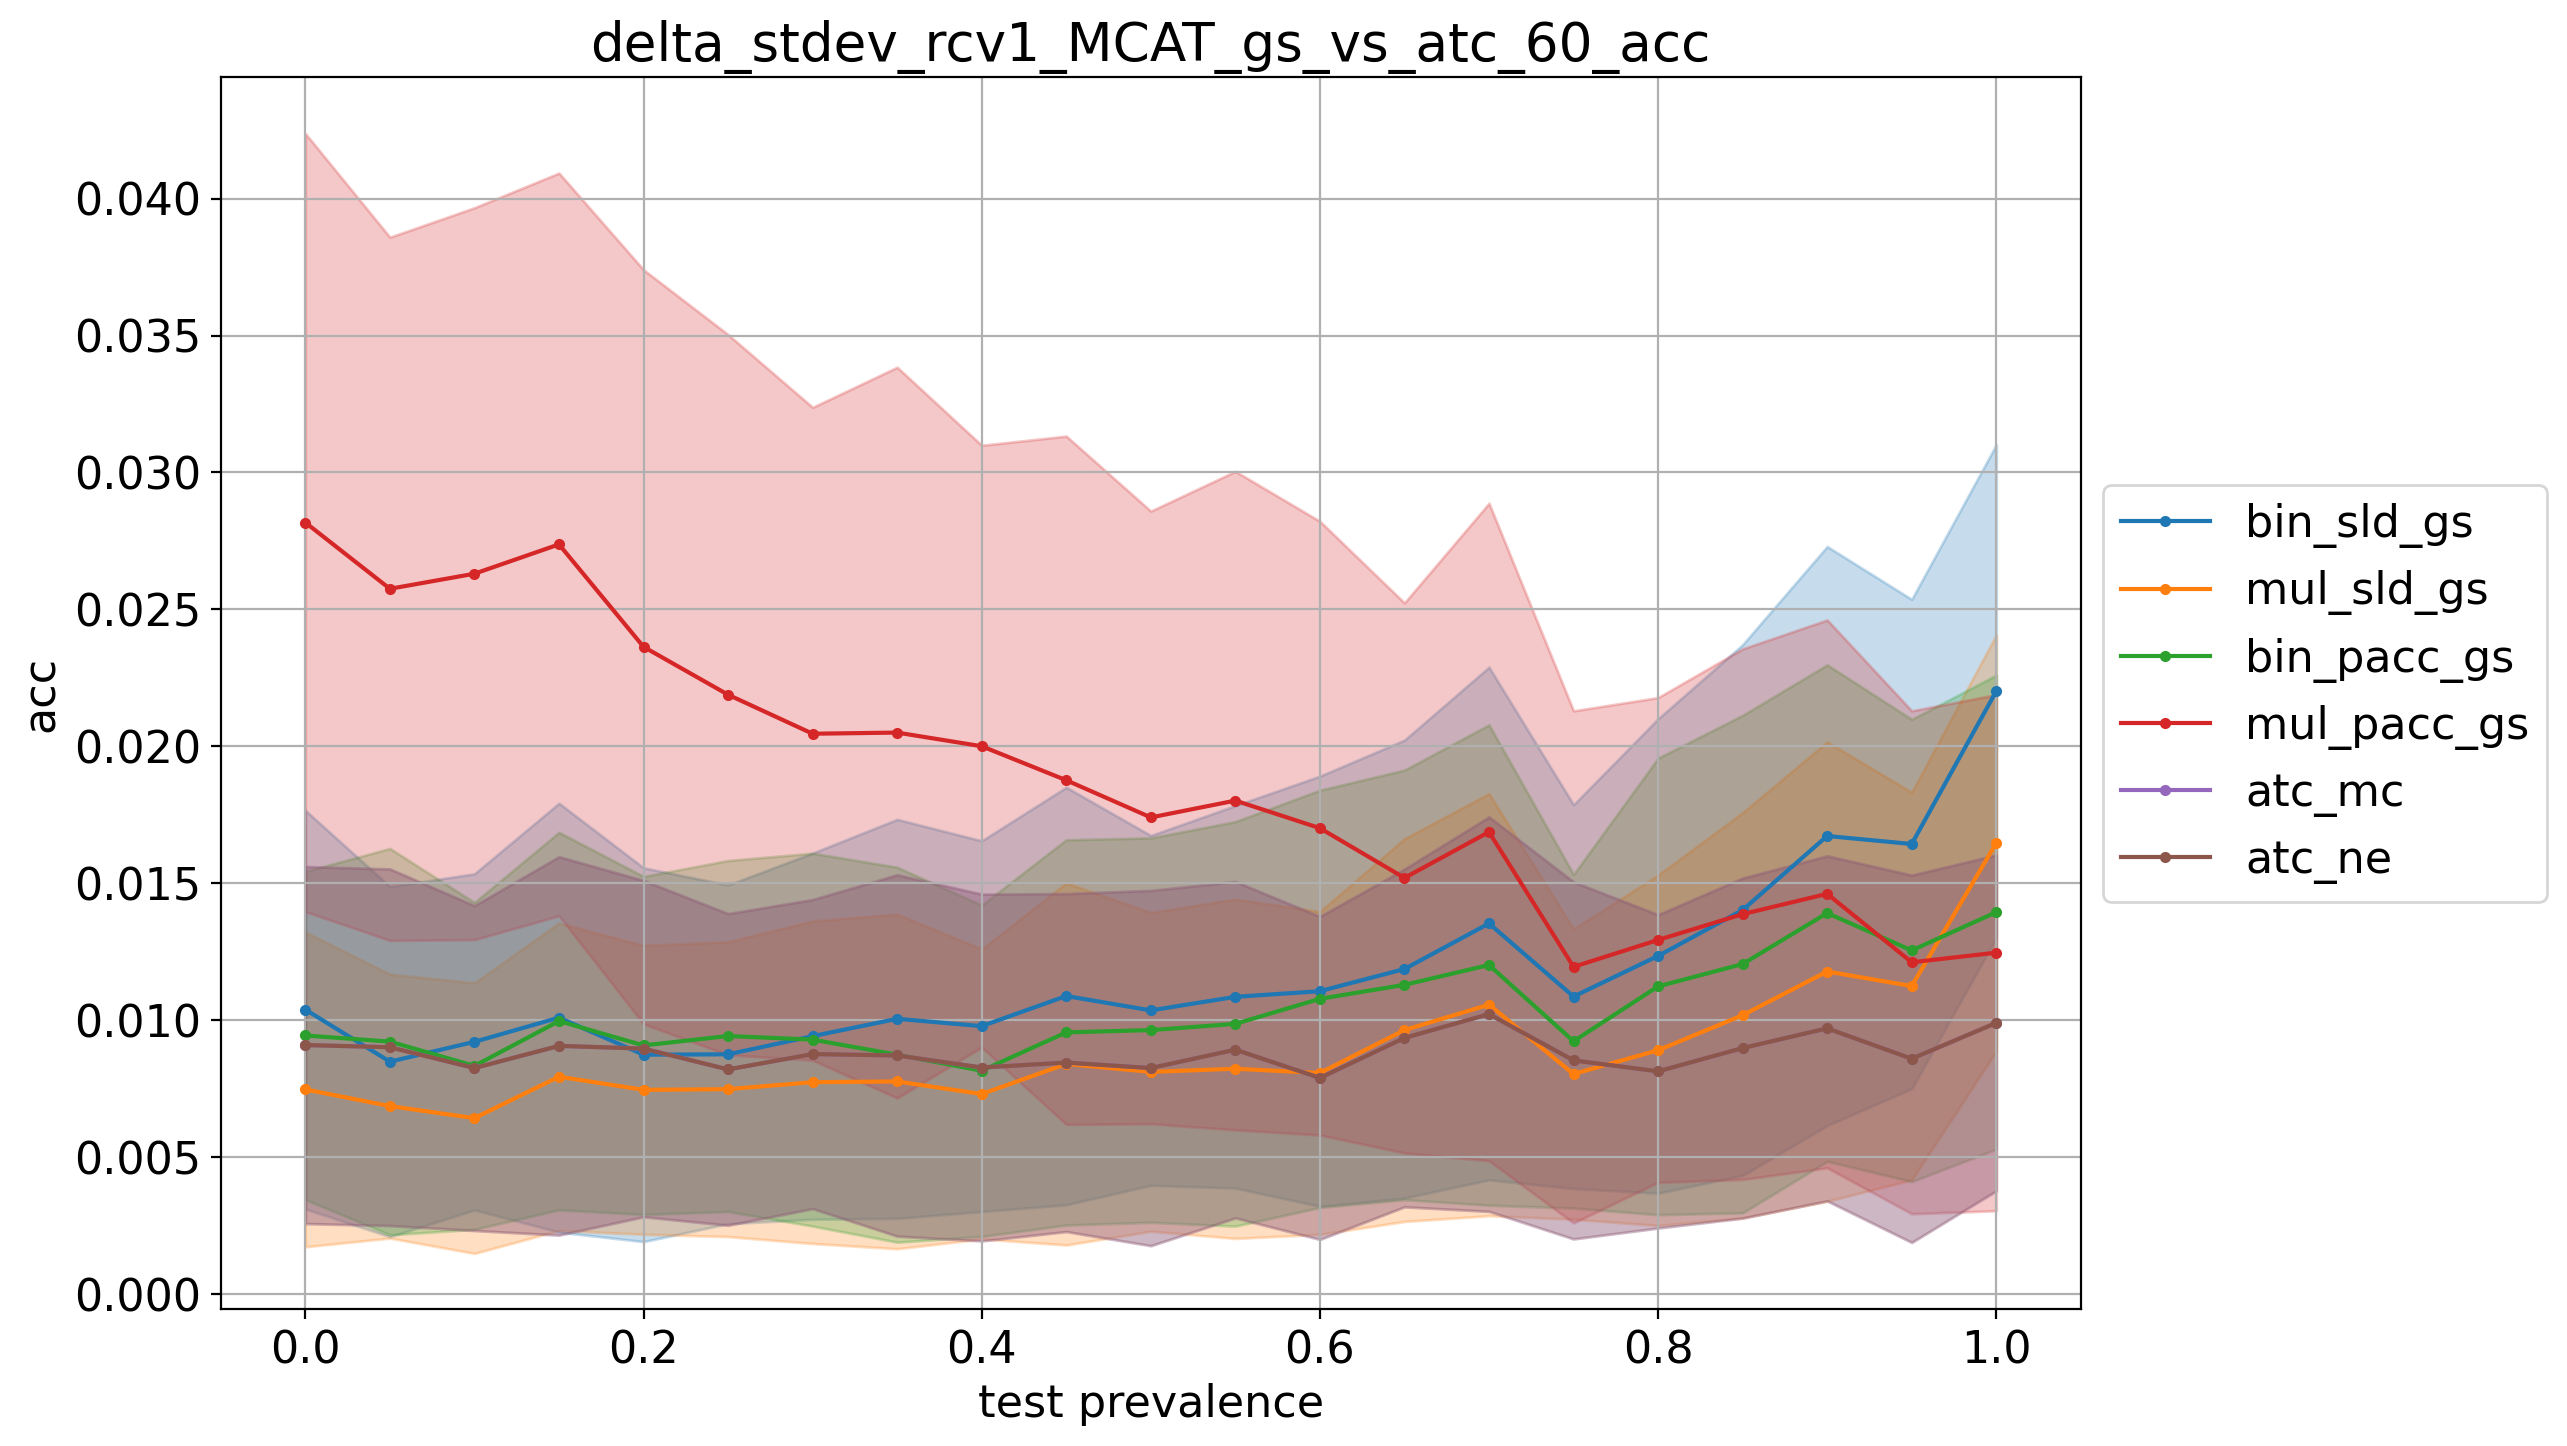 delta_stdev_rcv1_MCAT_gs_vs_atc_60_acc
0.040
0.035
0.030
0.025
0.020
0.015
0.010
0.005
0.000
acc
0.0 0.2 0.4 0.6 0.8 1.0
test prevalence
bin_sld_gs
mul_sld_gs
bin_pacc_gs
mul_pacc_gs
atc_mc
atc_ne